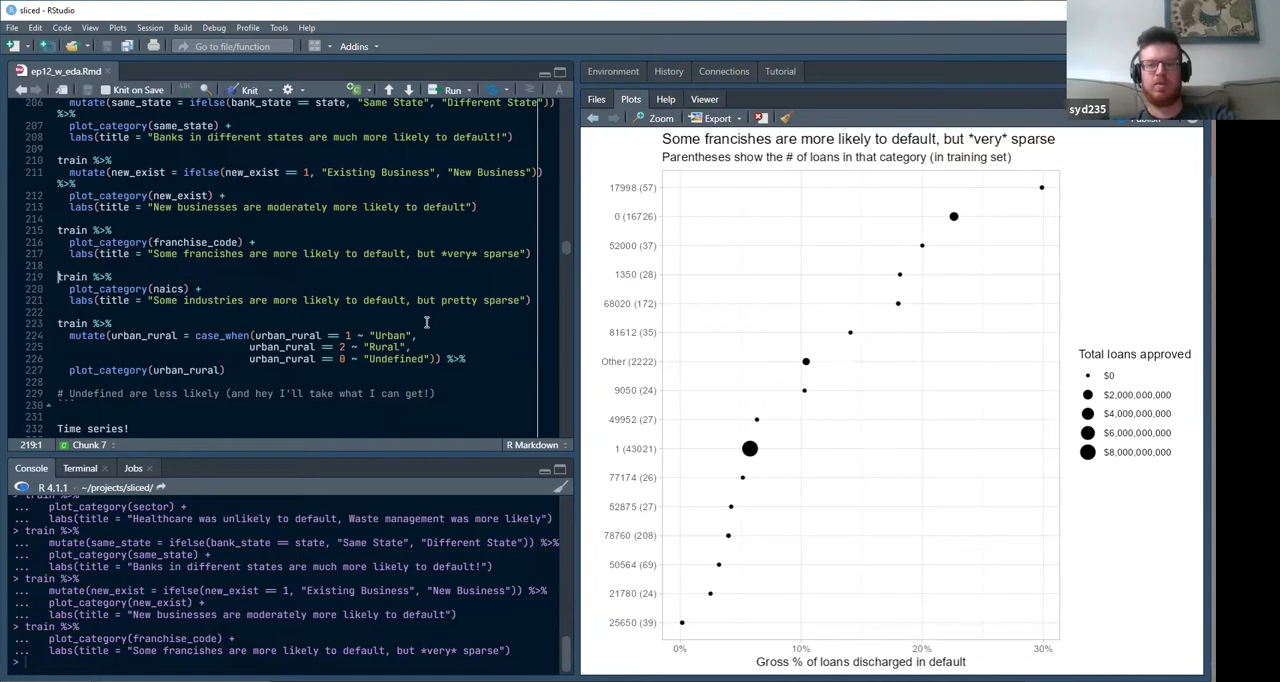 sliced - RStudio
File Edit Code View Plots Session Build Debug Profile Tools Help
Go to file/function Addins
ep12_w_eda.Rmd
Knit on Save ABC Knit Run
206 mutate(same_state = ifelse(bank_state == state, "Same State", "Different State"))
%>%
207 plot_category(same_state) +
208 labs(title = "Banks in different states are much more likely to default!")
209
210 train %>%
211 mutate(new_exist = ifelse(new_exist == 1, "Existing Business", "New Business"))
%>%
212 plot_category(new_exist) +
213 labs(title = "New businesses are moderately more likely to default")
214
215 train %>%
216 plot_category(franchise_code) +
217 labs(title = "Some francishes are more likely to default, but *very* sparse")
218
219 train %>%
220 plot_category(naics) +
221 labs(title = "Some industries are more likely to default, but pretty sparse")
222
223 train %>%
224 mutate(urban_rural = case_when(urban_rural == 1 ~ "Urban",
225 urban_rural == 2 ~ "Rural",
226 urban_rural == 0 ~ "Undefined")) %>%
227 plot_category(urban_rural)
228
229 # Undefined are less likely (and hey I'll take what I can get!)
230 ```
231
232 Time series!
219:1 Chunk 7 R Markdown
Console Terminal Jobs
R 4.1.1 · ~/projects/sliced/
> train %>%
... plot_category(sector) +
... labs(title = "Healthcare was unlikely to default, Waste management was more likely")
> train %>%
... mutate(same_state = ifelse(bank_state == state, "Same State", "Different State")) %>%
... plot_category(same_state) +
... labs(title = "Banks in different states are much more likely to default!")
> train %>%
... mutate(new_exist = ifelse(new_exist == 1, "Existing Business", "New Business")) %>%
... plot_category(new_exist) +
... labs(title = "New businesses are moderately more likely to default")
> train %>%
... plot_category(franchise_code) +
... labs(title = "Some francishes are more likely to default, but *very* sparse")
>
Environment History Connections Tutorial
Files Plots Help Viewer
Zoom Export Publish
syd235
Some francishes are more likely to default, but *very* sparse
Parentheses show the # of loans in that category (in training set)
17998 (57)
0 (16726)
52000 (37)
1350 (28)
68020 (172)
81612 (35)
Other (2222)
9050 (24)
49952 (27)
1 (43021)
77174 (26)
52875 (27)
78760 (208)
50564 (69)
21780 (24)
25650 (39)
0% 10% 20% 30%
Gross % of loans discharged in default
Total loans approved
$0
$2,000,000,000
$4,000,000,000
$6,000,000,000
$8,000,000,000